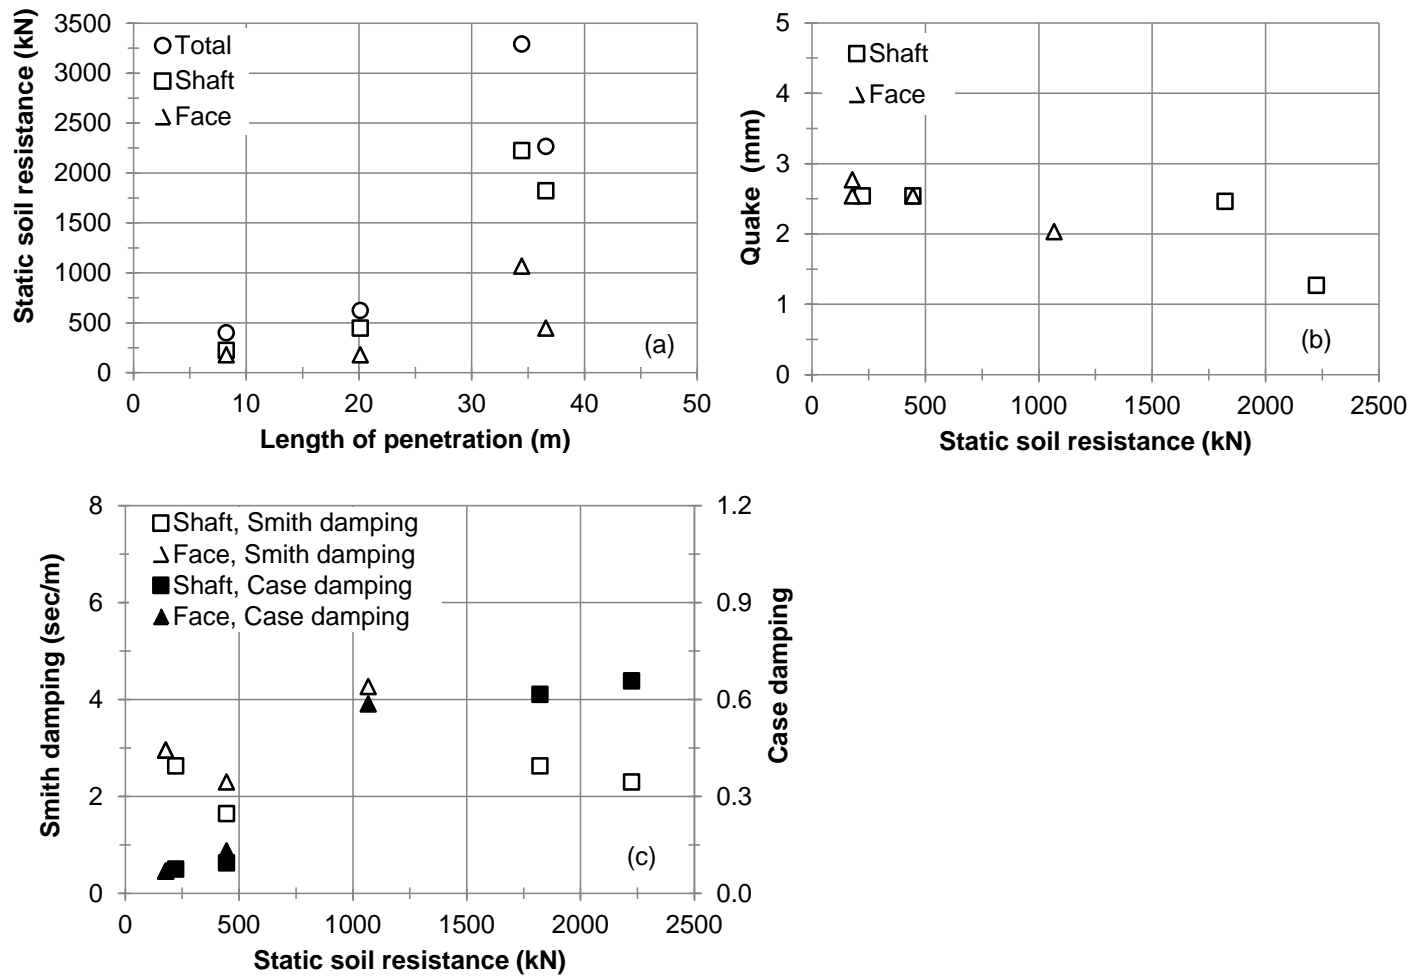 Static soil resistance (kN)
3500
3000
2500
2000
1500
1000
500
0
Total
Shaft
Face
(a)
0 10 20 30 40 50
Length of penetration (m)
Quake (mm)
5
4
3
2
1
0
Shaft
Face
(b)
0 500 1000 1500 2000 2500
Static soil resistance (kN)
Smith damping (sec/m)
8
6
4
2
0
Shaft, Smith damping
Face, Smith damping
Shaft, Case damping
Face, Case damping
(c)
1.2
0.9
0.6
0.3
0.0
Case damping
0 500 1000 1500 2000 2500
Static soil resistance (kN)